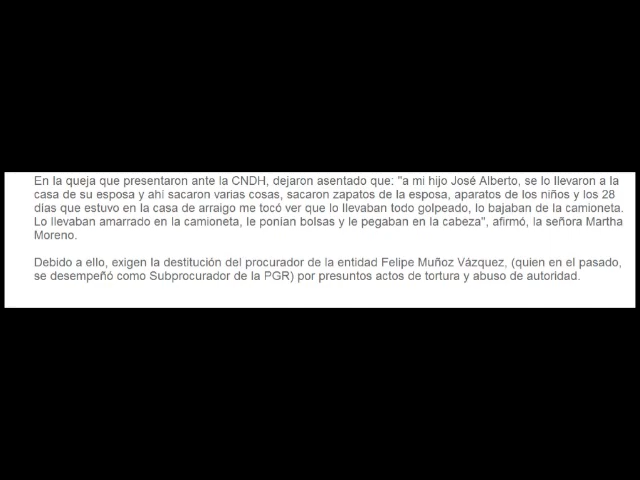 En la queja que presentaron ante la CNDH, dejaron asentado que: "a mi hijo José Alberto, se lo llevaron a la
casa de su esposa y ahí sacaron varias cosas, sacaron zapatos de la esposa, aparatos de los niños y los 28
días que estuvo en la casa de arraigo me tocó ver que lo llevaban todo golpeado, lo bajaban de la camioneta.
Lo llevaban amarrado en la camioneta, le ponían bolsas y le pegaban en la cabeza", afirmó, la señora Martha
Moreno.
Debido a ello, exigen la destitución del procurador de la entidad Felipe Muñoz Vázquez, (quien en el pasado,
se desempeñó como Subprocurador de la PGR) por presuntos actos de tortura y abuso de autoridad.